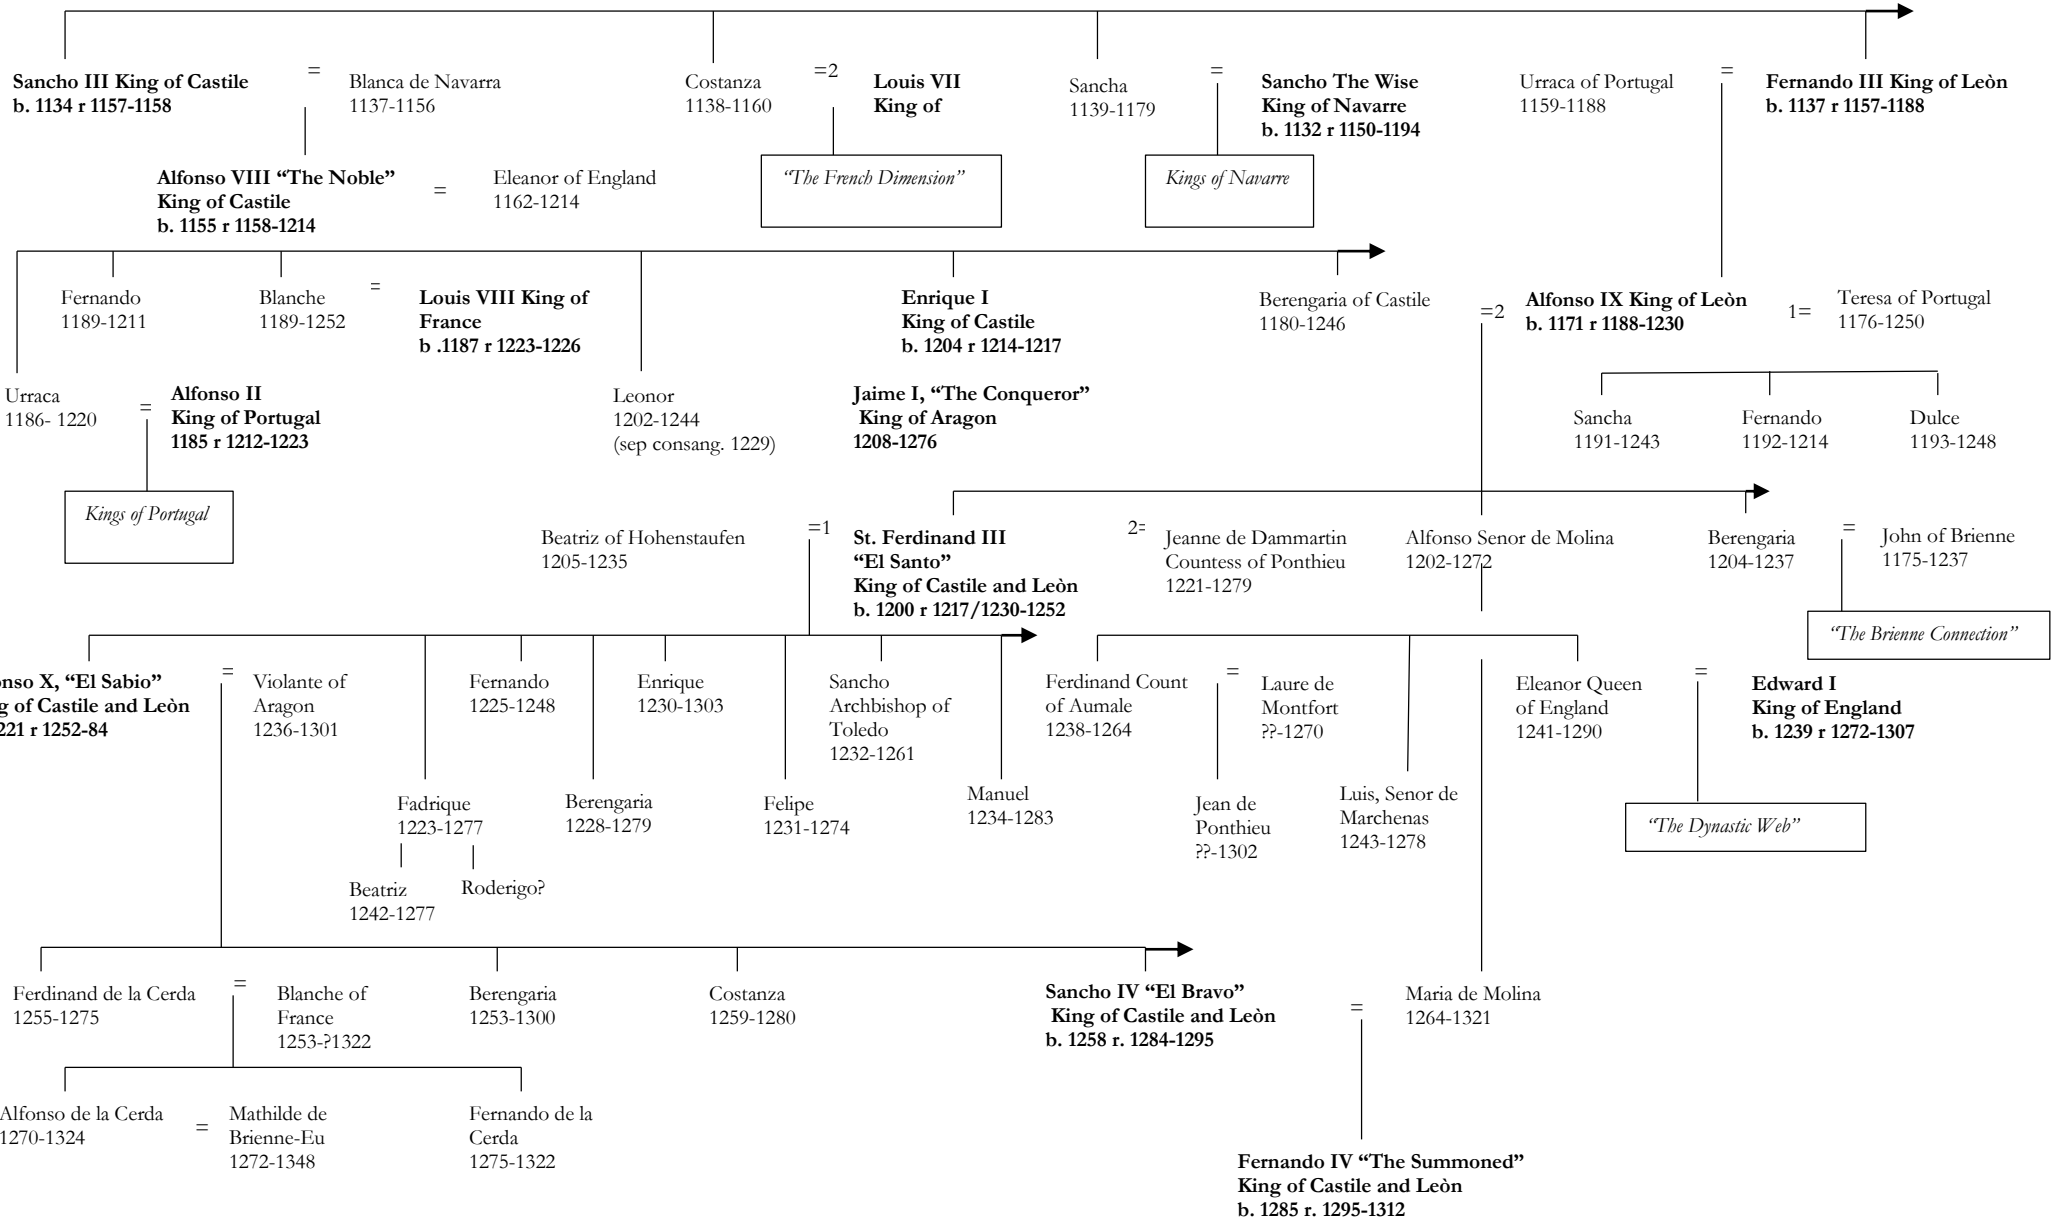 Sancho III King of Castile
b. 1134 r 1157-1158
=
Blanca de Navarra
1137-1156
Costanza
1138-1160
=2
Louis VII
King of
Sancha
1139-1179
=
Sancho The Wise
King of Navarre
b. 1132 r 1150-1194
Urraca of Portugal
1159-1188
=
Fernando III King of Leòn
b. 1137 r 1157-1188
Alfonso VIII “The Noble”
King of Castile
b. 1155 r 1158-1214
=
Eleanor of England
1162-1214
“The French Dimension”
Kings of Navarre
Fernando
1189-1211
Blanche
1189-1252
=
Louis VIII King of
France
b .1187 r 1223-1226
Enrique I
King of Castile
b. 1204 r 1214-1217
Berengaria of Castile
1180-1246
=2
Alfonso IX King of Leòn
b. 1171 r 1188-1230
1=
Teresa of Portugal
1176-1250
Urraca
1186- 1220
=
Alfonso II
King of Portugal
1185 r 1212-1223
Leonor
1202-1244
(sep consang. 1229)
Jaime I, “The Conqueror”
King of Aragon
1208-1276
Sancha
1191-1243
Fernando
1192-1214
Dulce
1193-1248
Kings of Portugal
Beatriz of Hohenstaufen
1205-1235
=1
St. Ferdinand III
“El Santo”
King of Castile and Leòn
b. 1200 r 1217/1230-1252
2=
Jeanne de Dammartin
Countess of Ponthieu
1221-1279
Alfonso Senor de Molina
1202-1272
Berengaria
1204-1237
=
John of Brienne
1175-1237
“The Brienne Connection”
onso X, “El Sabio”
g of Castile and Leòn
221 r 1252-84
=
Violante of
Aragon
1236-1301
Fernando
1225-1248
Enrique
1230-1303
Sancho
Archbishop of
Toledo
1232-1261
Ferdinand Count
of Aumale
1238-1264
=
Laure de
Montfort
??-1270
Eleanor Queen
of England
1241-1290
=
Edward I
King of England
b. 1239 r 1272-1307
Fadrique
1223-1277
Berengaria
1228-1279
Felipe
1231-1274
Manuel
1234-1283
Jean de
Ponthieu
??-1302
Luis, Senor de
Marchenas
1243-1278
“The Dynastic Web”
Beatriz
1242-1277
Roderigo?
Ferdinand de la Cerda
1255-1275
=
Blanche of
France
1253-?1322
Berengaria
1253-1300
Costanza
1259-1280
Sancho IV “El Bravo”
King of Castile and Leòn
b. 1258 r. 1284-1295
=
Maria de Molina
1264-1321
Alfonso de la Cerda
1270-1324
=
Mathilde de
Brienne-Eu
1272-1348
Fernando de la
Cerda
1275-1322
Fernando IV “The Summoned”
King of Castile and Leòn
b. 1285 r. 1295-1312